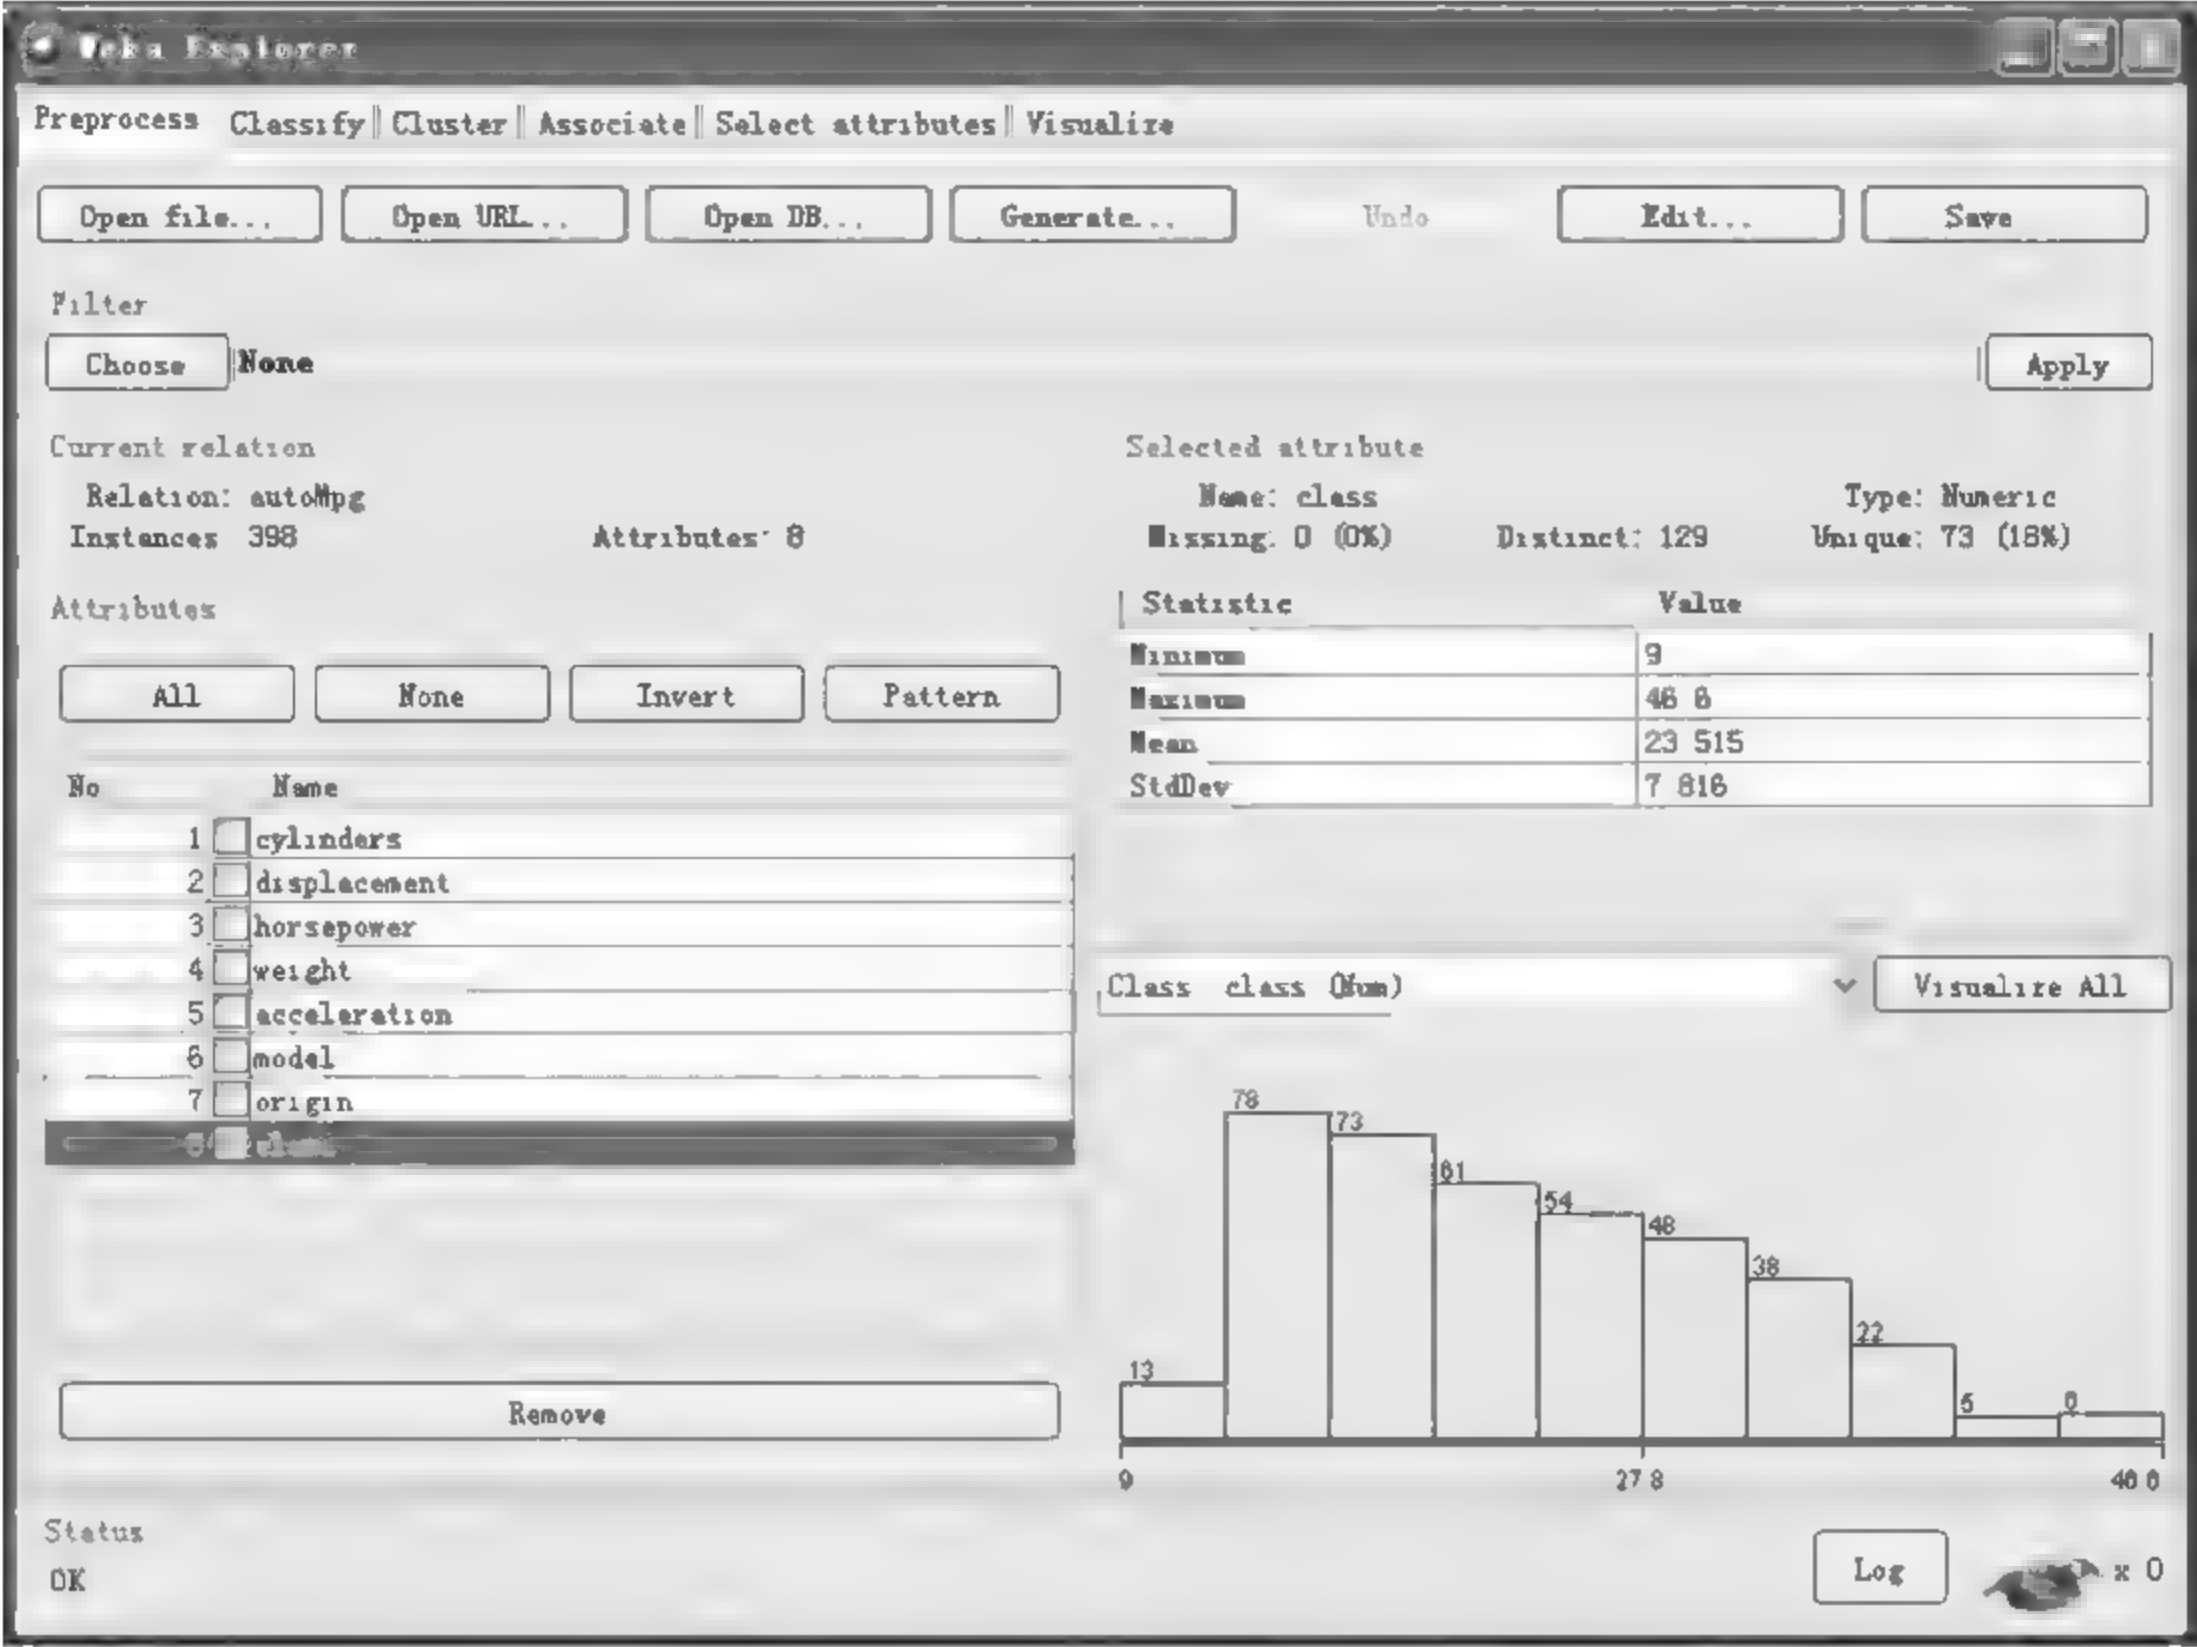 Weka Explorer
Preprocess Classify Cluster Associate Select attributes Visualize
Open file... Open URL... Open DB... Generate... Undo Edit... Save
Filter
Choose None Apply
Current relation
Relation: autoMpg
Instances 398 Attributes: 8
Selected attribute
Name: class Type: Numeric
Missing: 0 (0%) Distinct: 129 Unique: 73 (18%)
Attributes
All None Invert Pattern
No Name
1 cylinders
2 displacement
3 horsepower
4 weight
5 acceleration
6 model
7 origin
8 class
Remove
Statistic Value
Minimum 9
Maximum 46 6
Mean 23 515
StdDev 7 816
Class class (Num) Visualize All
13 78 73 61 54 48 38 22 5 6
9 27 8 46 6
Status
OK
Log x 0